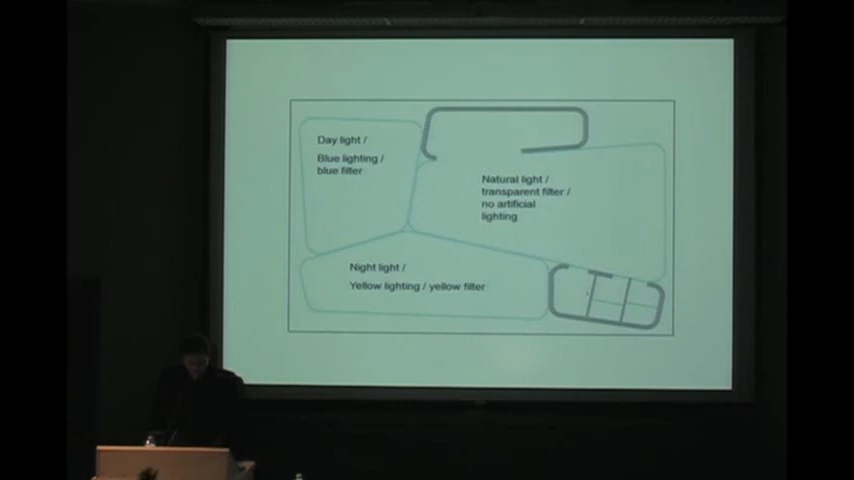 Day light /
Blue lighting /
blue filter
Natural light /
transparent filter /
no artificial
lighting
Night light /
Yellow lighting / yellow filter